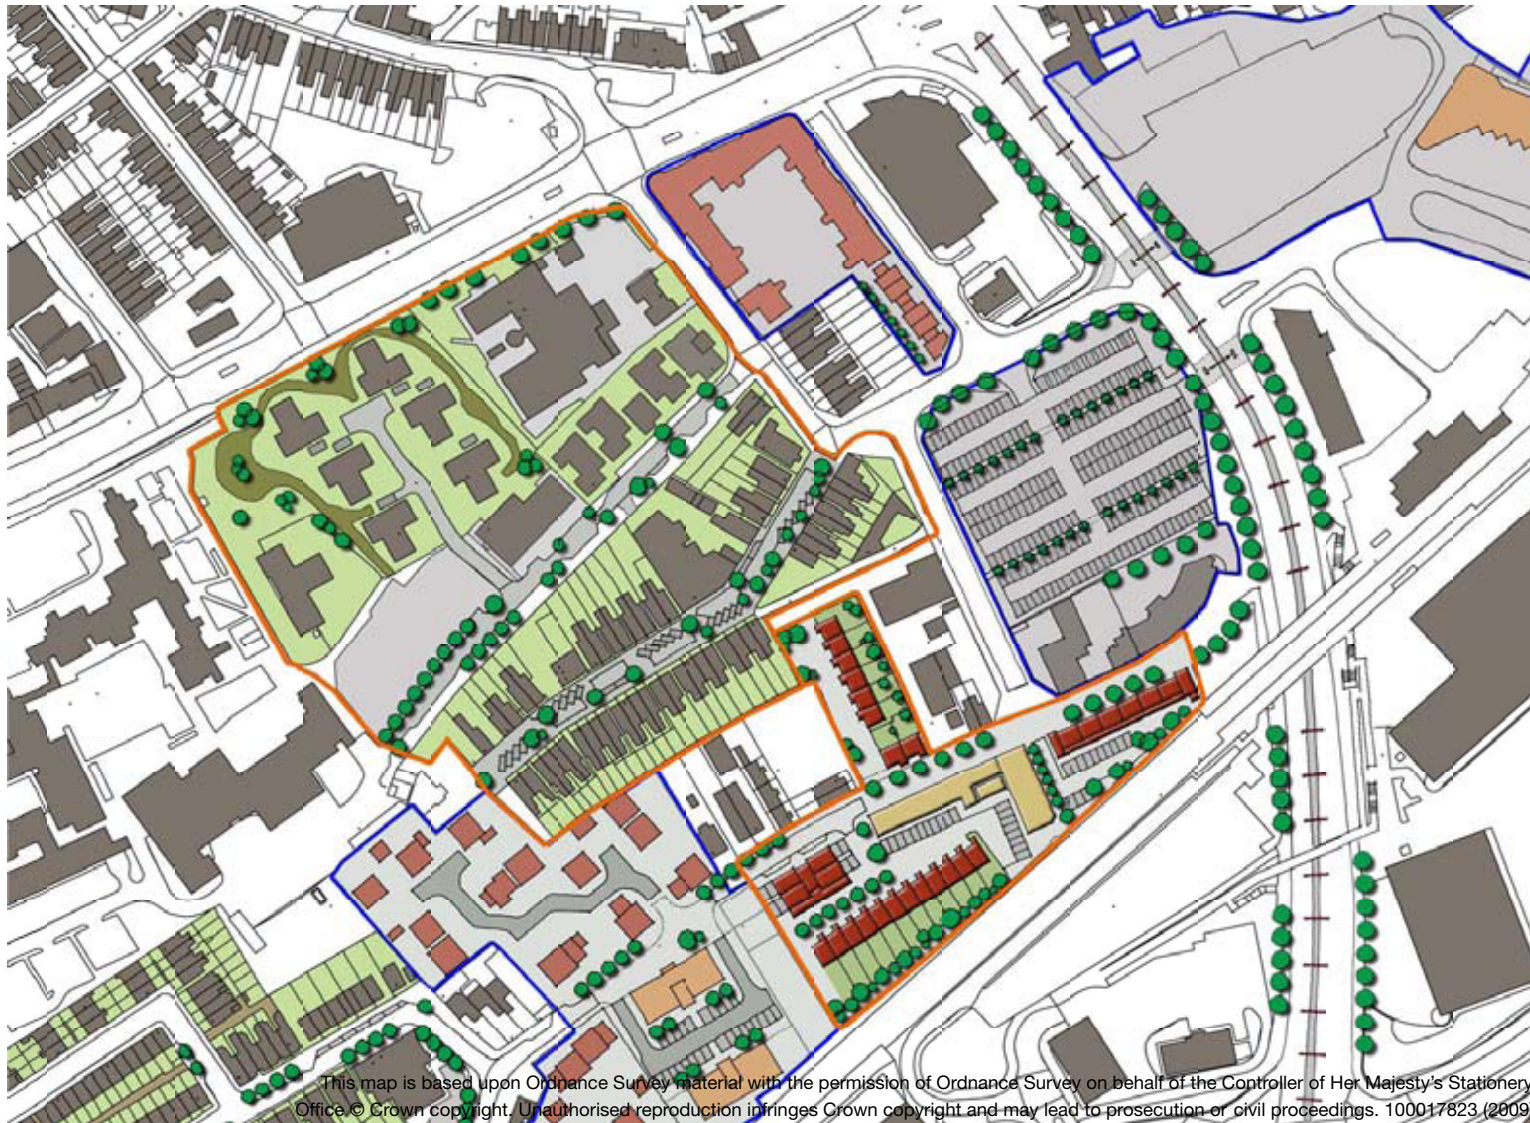 This map is based upon Ordnance Survey material with the permission of Ordnance Survey on behalf of the Controller of Her Majesty's Stationery
Office © Crown copyright. Unauthorised reproduction infringes Crown copyright and may lead to prosecution or civil proceedings. 100017823 (2009